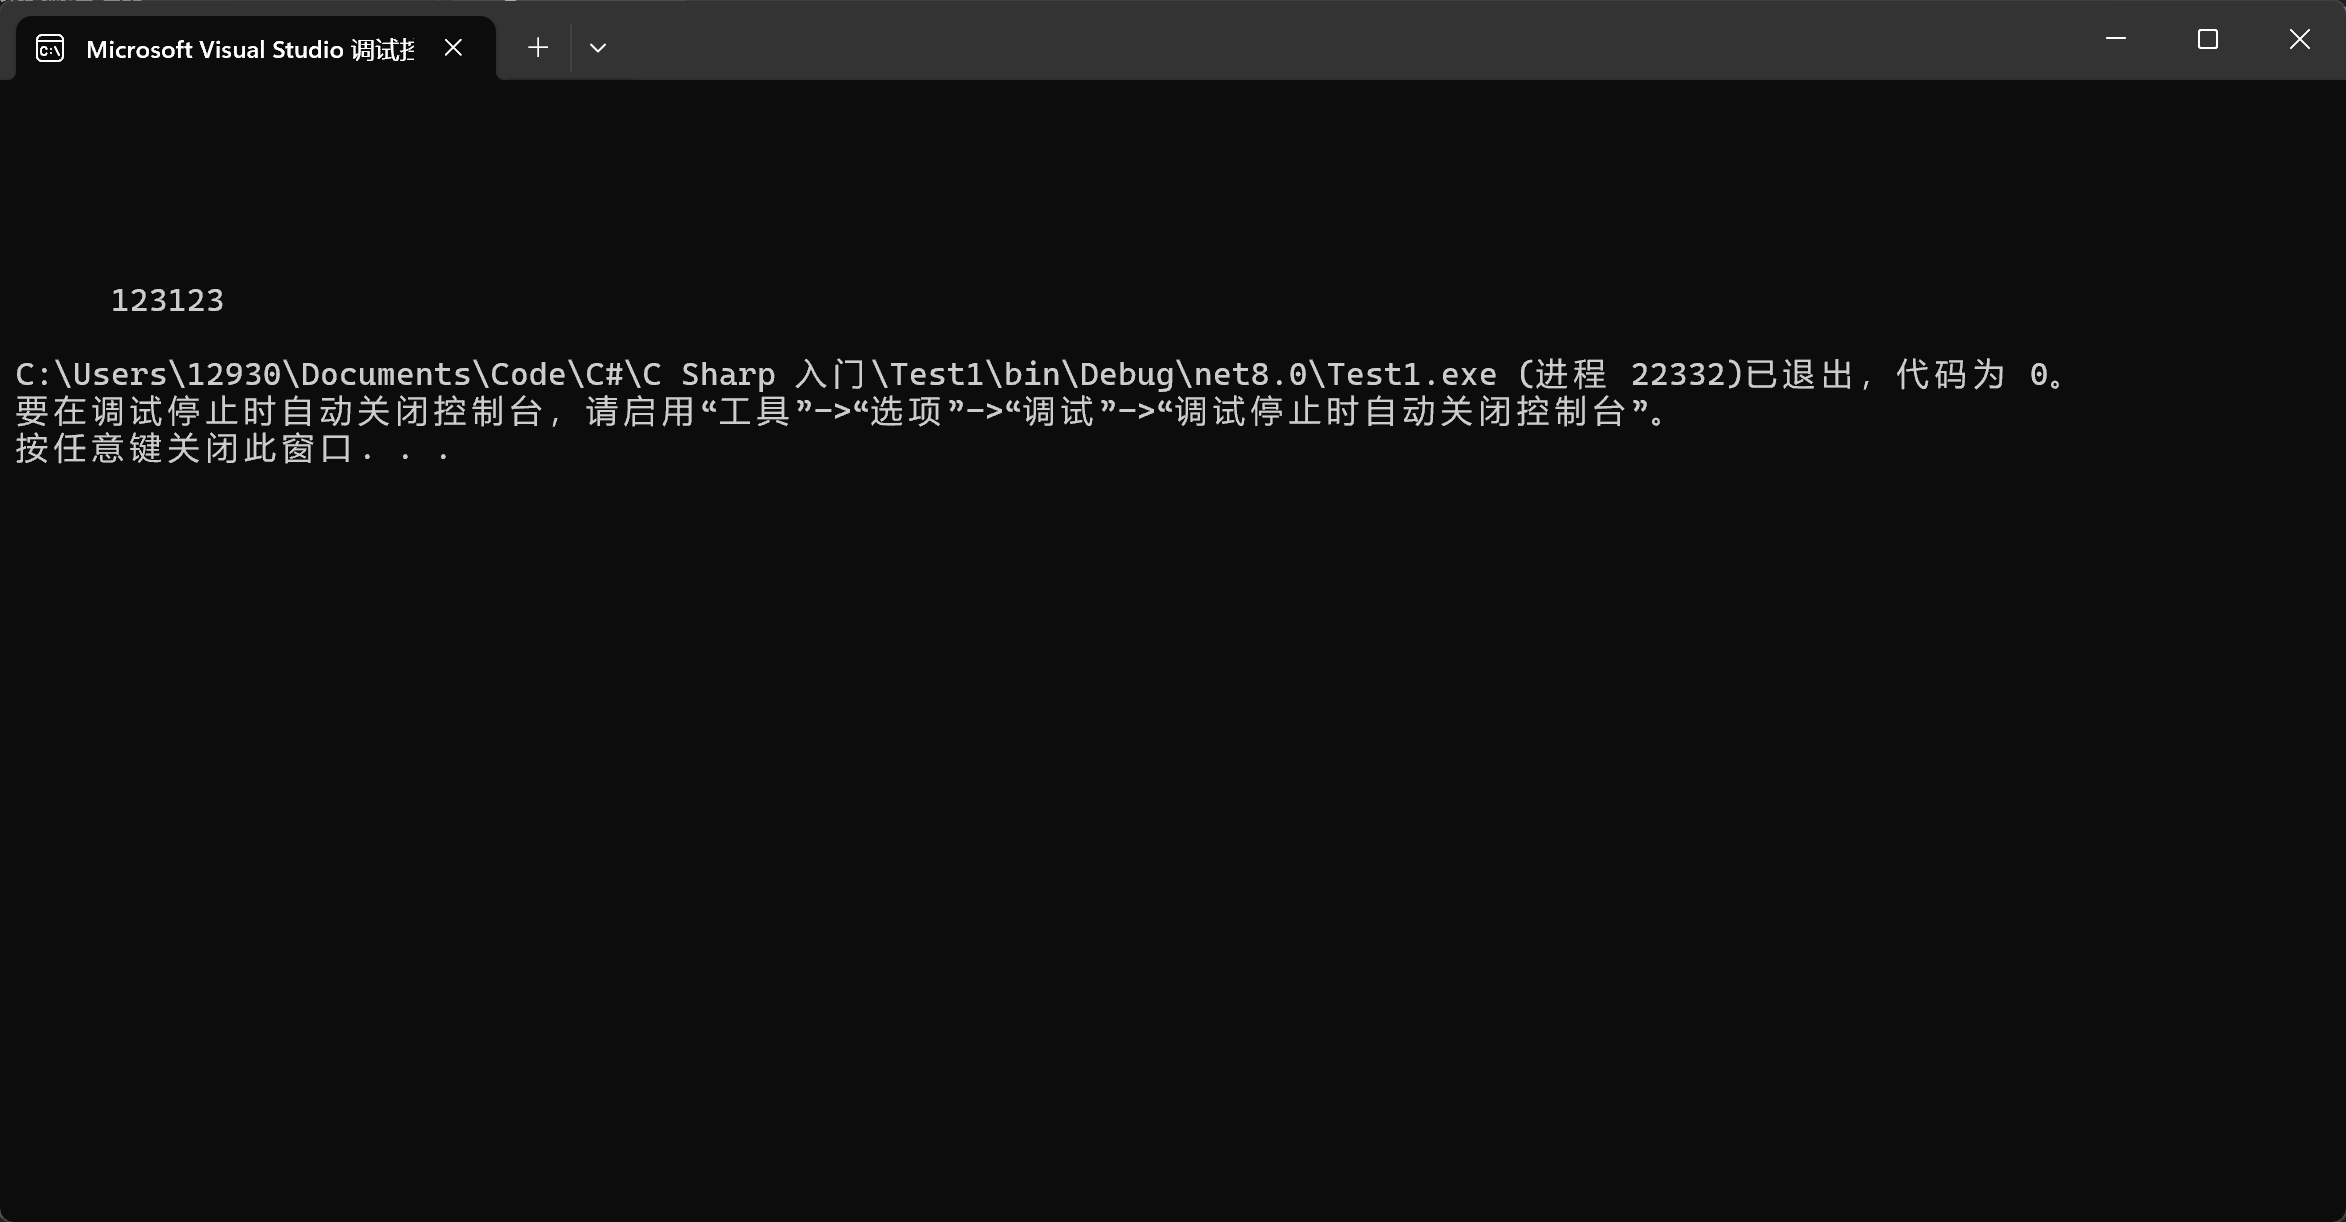 Microsoft Visual Studio 调试
123123
C:\Users\12930\Documents\Code\C#\C Sharp 入门\Test1\bin\Debug\net8.0\Test1.exe (进程 22332)已退出，代码为 0。
要在调试停止时自动关闭控制台，请启用“工具”->“选项”->“调试”->“调试停止时自动关闭控制台”。
按任意键关闭此窗口. . .